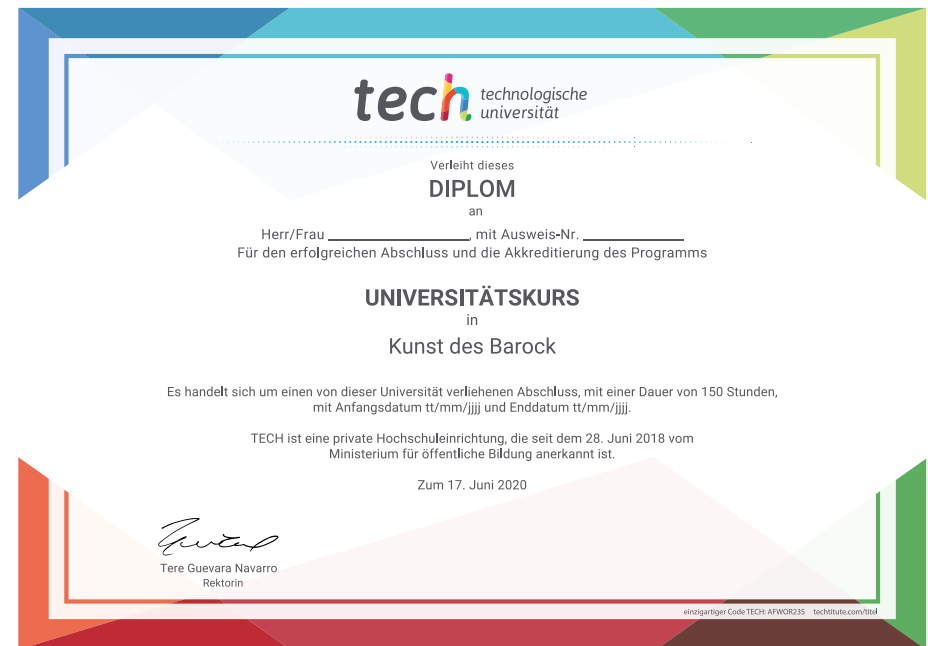 tech technologische
universität
Verleiht dieses
DIPLOM
an
Herr/Frau ____________, mit Ausweis-Nr. ____________
Für den erfolgreichen Abschluss und die Akkreditierung des Programms
UNIVERSITÄTSKURS
in
Kunst des Barock
Es handelt sich um einen von dieser Universität verliehenen Abschluss, mit einer Dauer von 150 Stunden,
mit Anfangsdatum tt/mm/jjjj und Enddatum tt/mm/jjjj.
TECH ist eine private Hochschuleinrichtung, die seit dem 28. Juni 2018 vom
Ministerium für öffentliche Bildung anerkannt ist.
Zum 17. Juni 2020
Tere Guevara Navarro
Rektorin
einzigartiger Code TECH: AFWOR23S techtitute.com/titel